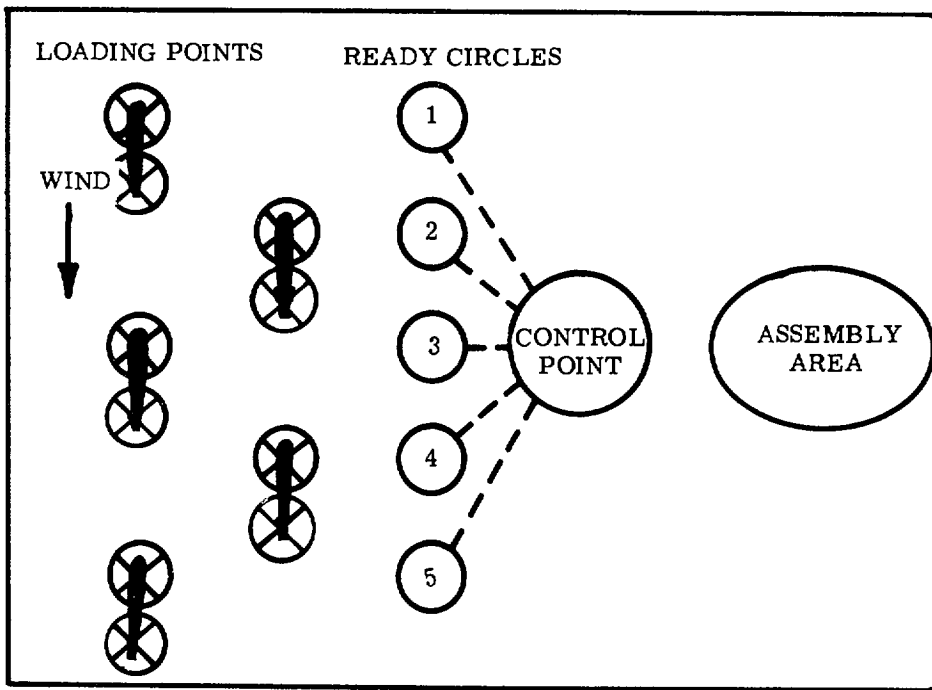 LOADING POINTS
READY CIRCLES
WIND
1
2
3
4
5
CONTROL
POINT
ASSEMBLY
AREA